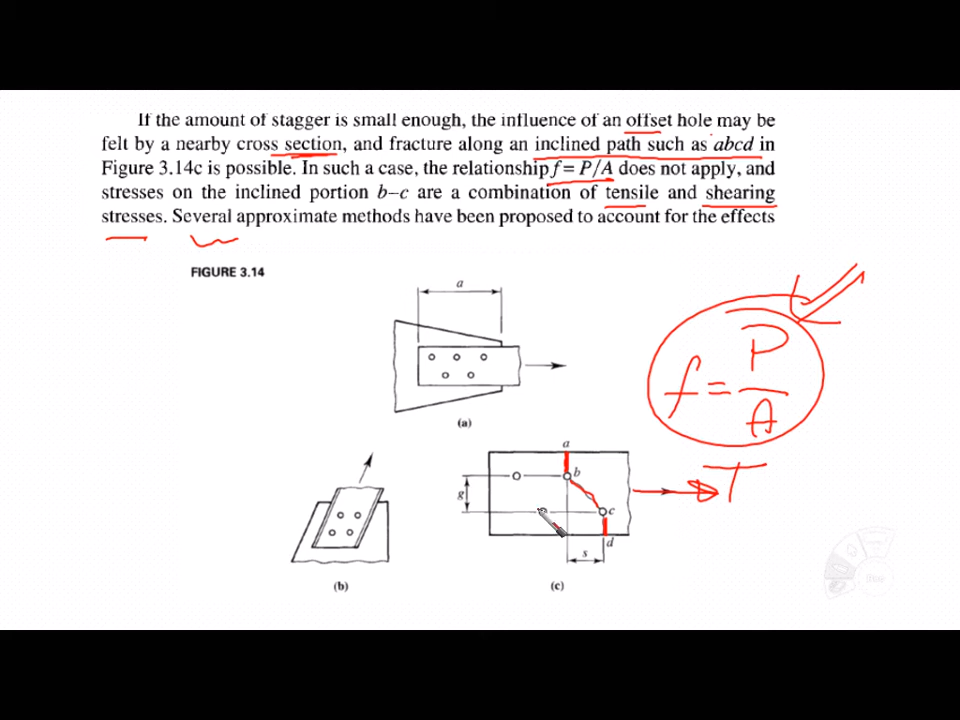 If the amount of stagger is small enough, the influence of an offset hole may be
felt by a nearby cross section, and fracture along an inclined path such as abcd in
Figure 3.14c is possible. In such a case, the relationship f = P/A does not apply, and
stresses on the inclined portion b–c are a combination of tensile and shearing
stresses. Several approximate methods have been proposed to account for the effects
FIGURE 3.14
a
(a)
f = P/A
a
b
T
g
c
d
s
(b)
(c)